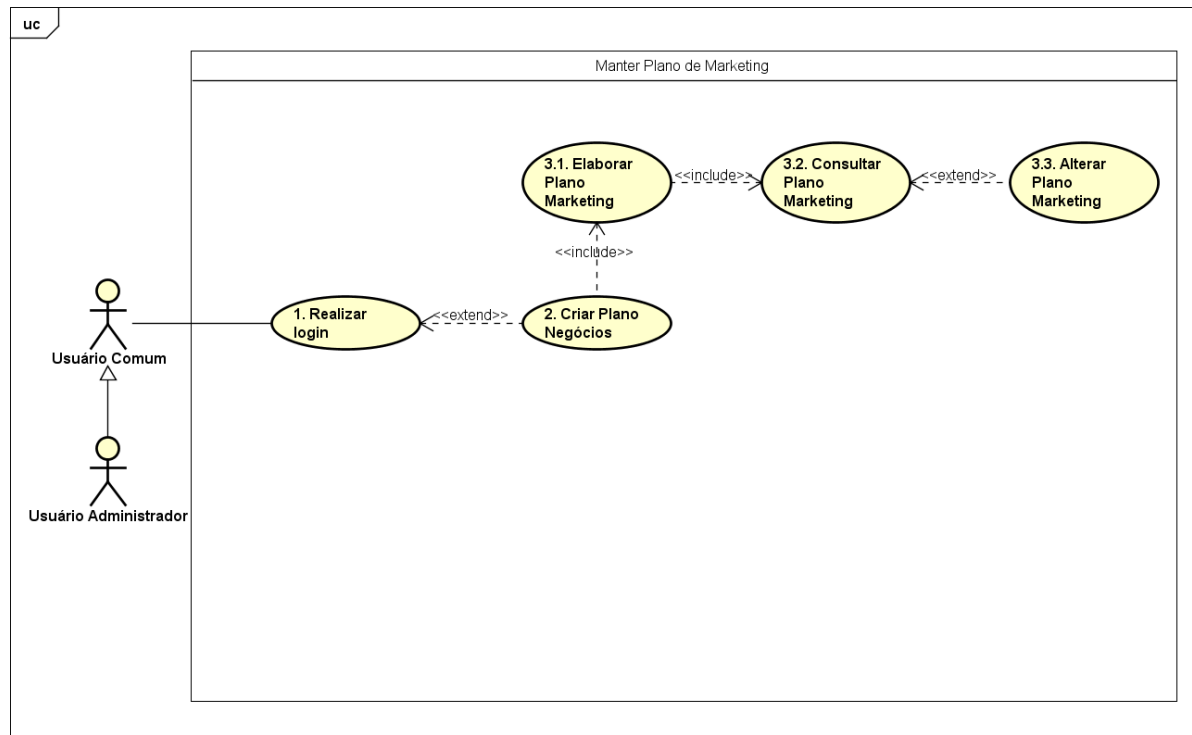 uc
Manter Plano de Marketing
3.1. Elaborar
Plano
Marketing
<<include>>
3.2. Consultar
Plano
Marketing
<<extend>>
3.3. Alterar
Plano
Marketing
<<include>>
Usuário Comum
1. Realizar
login
<<extend>>
2. Criar Plano
Negócios
Usuário Administrador